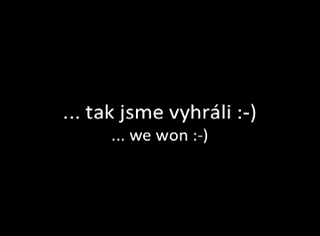 ... tak jsme vyhráli :-)
... we won :-)